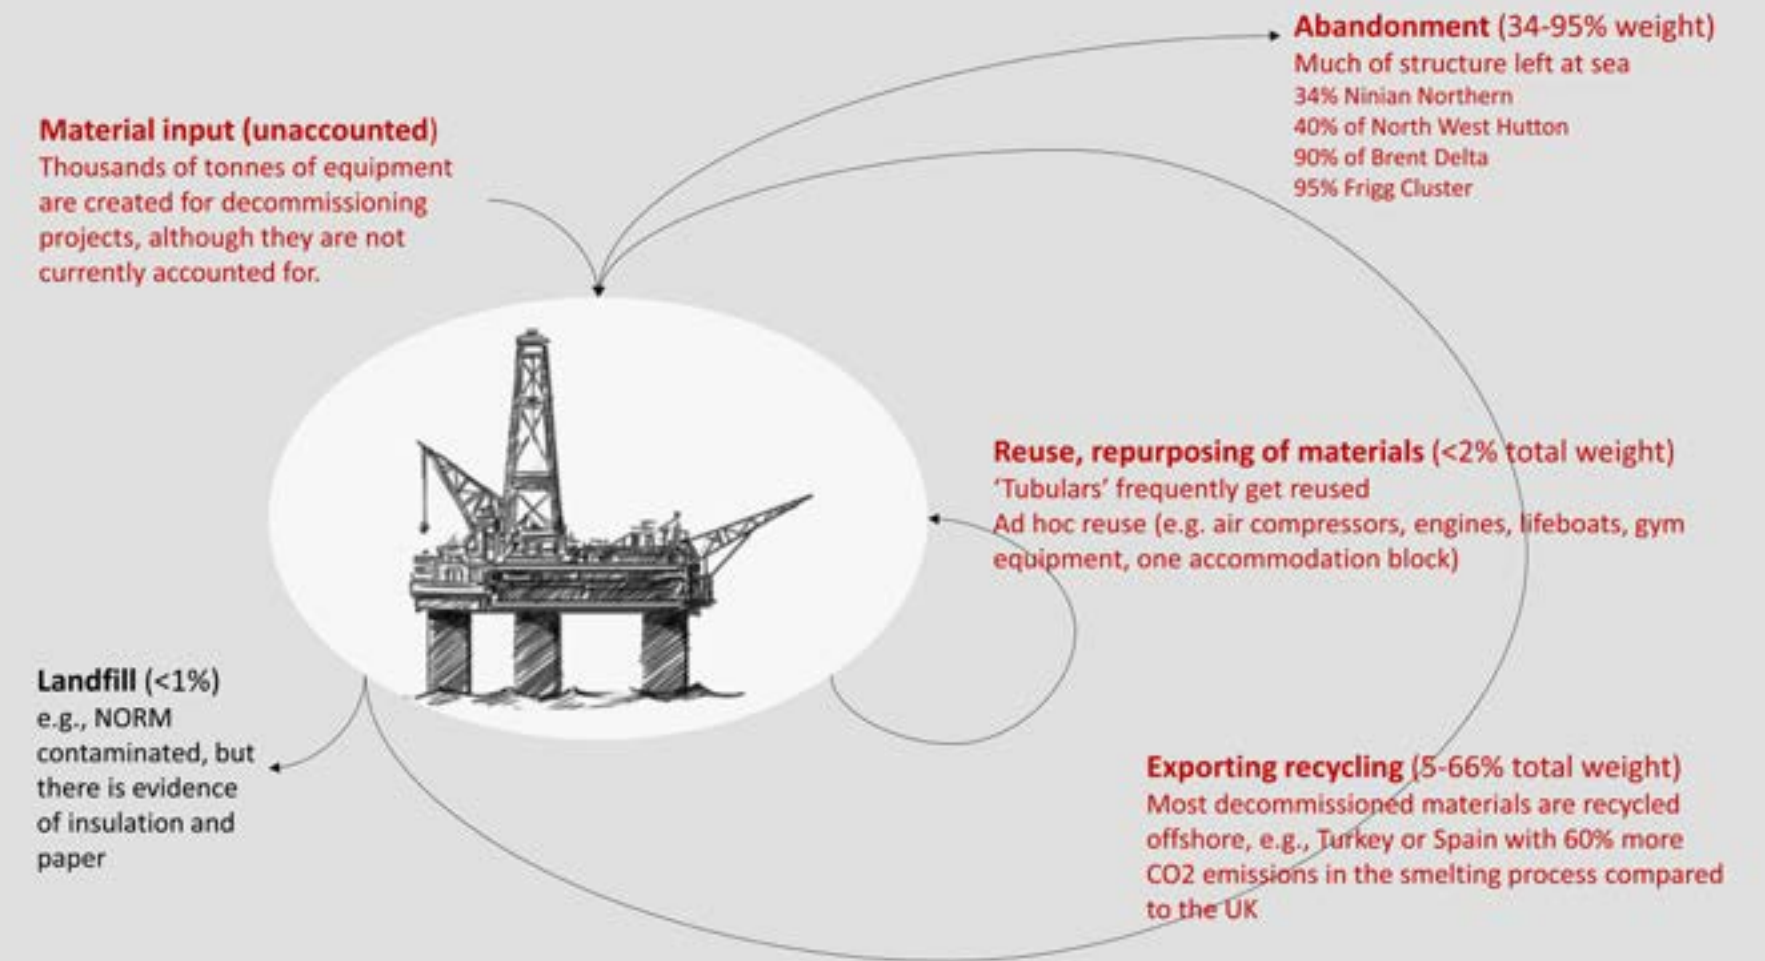 Abandonment (34-95% weight)
Much of structure left at sea
34% Ninian Northern
40% of North West Hutton
90% of Brent Delta
95% Frigg Cluster
Material input (unaccounted)
Thousands of tonnes of equipment
are created for decommissioning
projects, although they are not
currently accounted for.
Reuse, repurposing of materials (<2% total weight)
‘Tubulars’ frequently get reused
Ad hoc reuse (e.g. air compressors, engines, lifeboats, gym
equipment, one accommodation block)
Landfill (<1%)
e.g., NORM
contaminated, but
there is evidence
of insulation and
paper
Exporting recycling (5-66% total weight)
Most decommissioned materials are recycled
offshore, e.g., Turkey or Spain with 60% more
CO2 emissions in the smelting process compared
to the UK